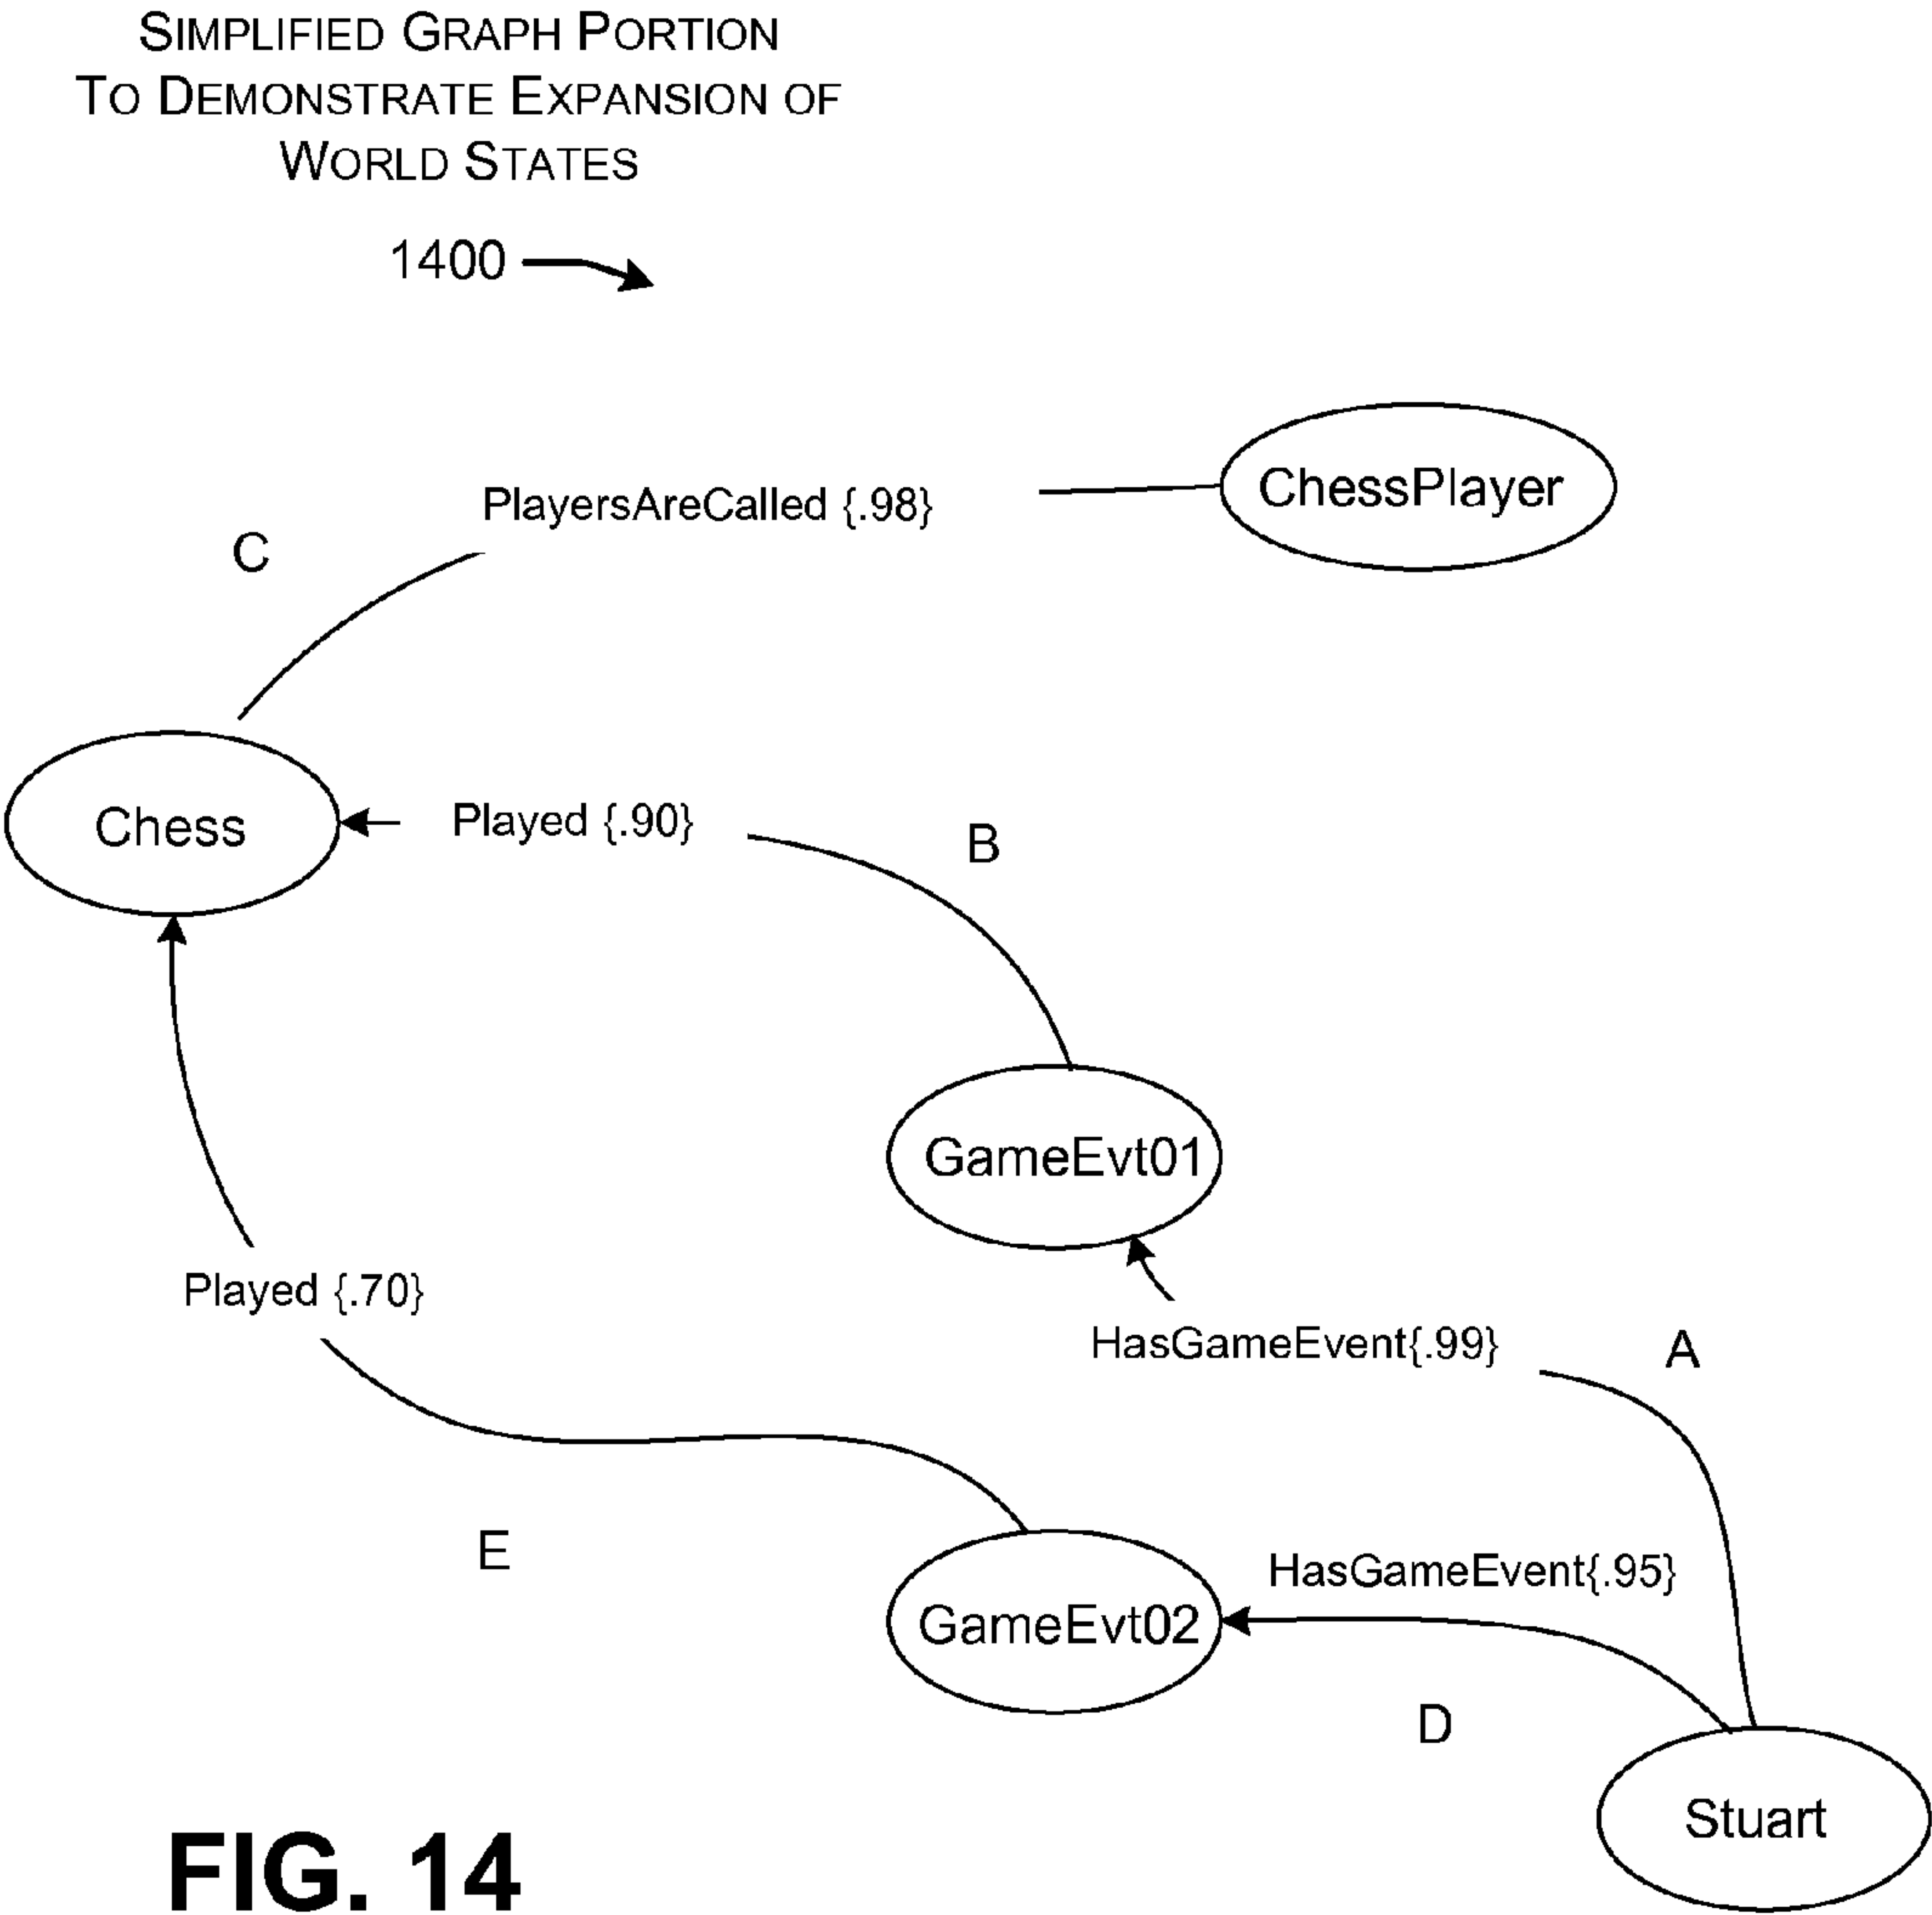 SIMPLIFIED GRAPH PORTION
TO DEMONSTRATE EXPANSION OF
WORLD STATES
1400
ChessPlayer
PlayersAreCalled {.98}
C
Chess
Played {.90}
B
GameEvt01
Played {.70}
HasGameEvent{.99}
A
E
HasGameEvent{.95}
GameEvt02
D
Stuart
FIG. 14